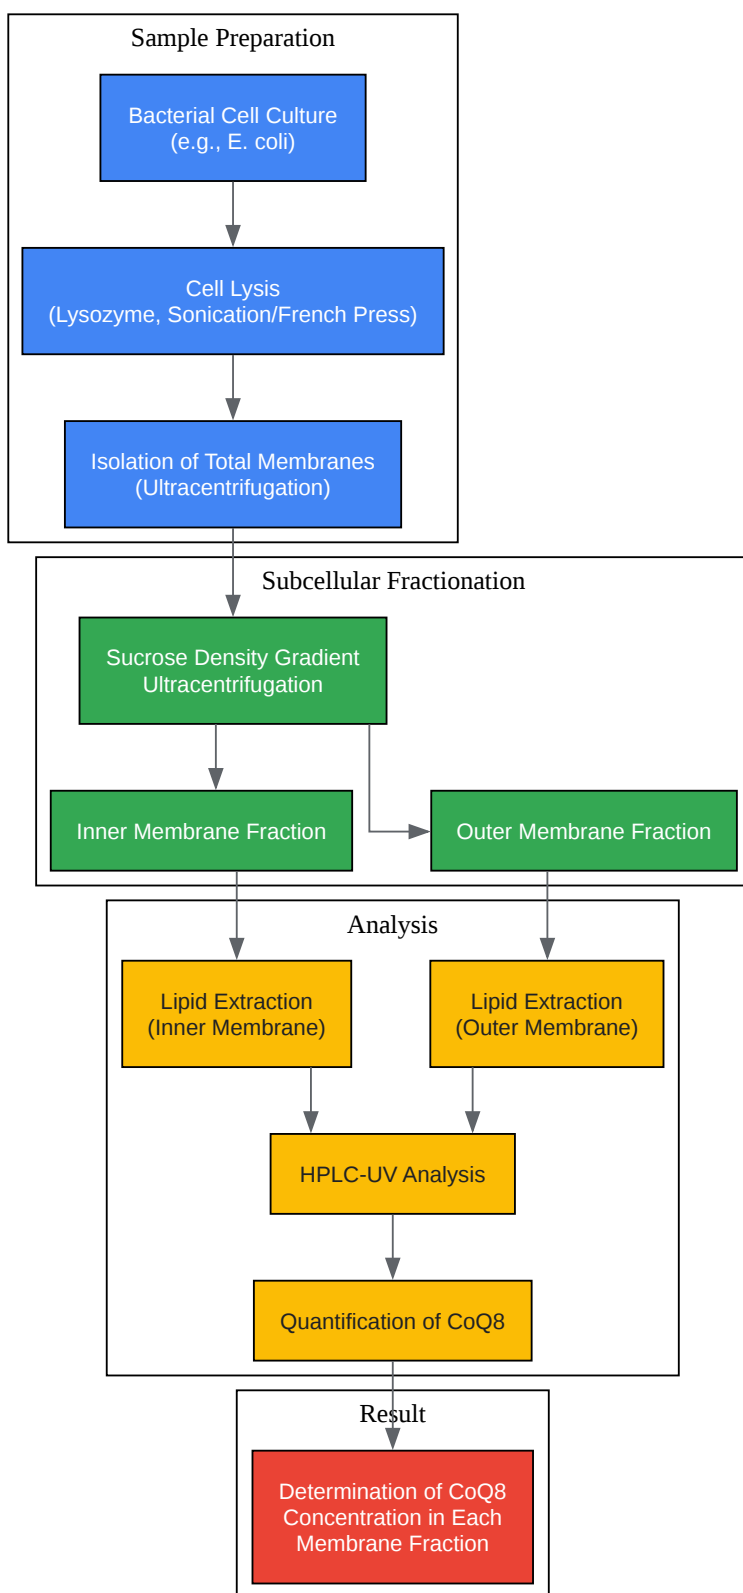 Sample Preparation
Bacterial Cell Culture
(e.g., E. coli)
Cell Lysis
(Lysozyme, Sonication/French Press)
Isolation of Total Membranes
(Ultracentrifugation)
Subcellular Fractionation
Sucrose Density Gradient
Ultracentrifugation
Inner Membrane Fraction
Outer Membrane Fraction
Analysis
Lipid Extraction
(Inner Membrane)
Lipid Extraction
(Outer Membrane)
HPLC-UV Analysis
Quantification of CoQ8
Result
Determination of CoQ8
Concentration in Each
Membrane Fraction